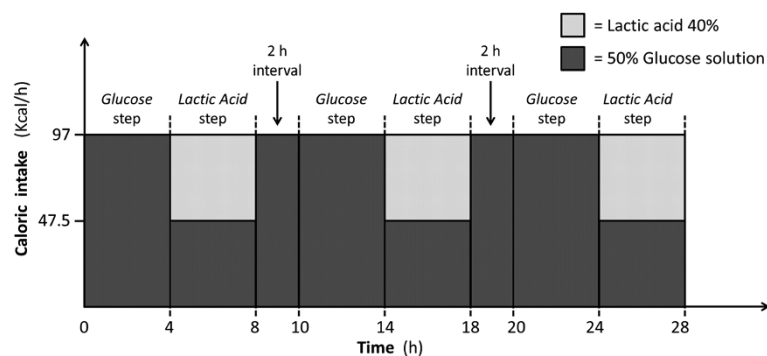 = Lactic acid 40%
= 50% Glucose solution
2 h
interval
2 h
interval
Glucose
step
Lactic Acid
step
Glucose
step
Lactic Acid
step
Glucose
step
Lactic Acid
step
Caloric intake (Kcal/h)
97
47.5
0 4 8 10 14 18 20 24 28
Time (h)